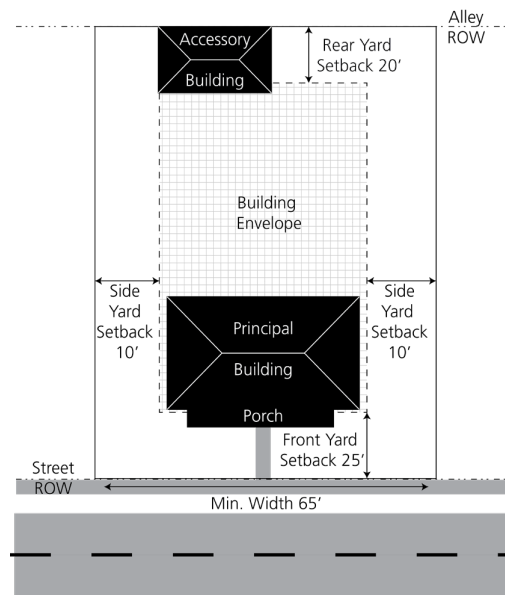 Alley
ROW
Accessory
Building
Rear Yard
Setback 20’
Building
Envelope
Side
Yard
Setback
10’
Side
Yard
Setback
10’
Principal
Building
Porch
Front Yard
Setback 25’
Street
ROW
Min. Width 65’